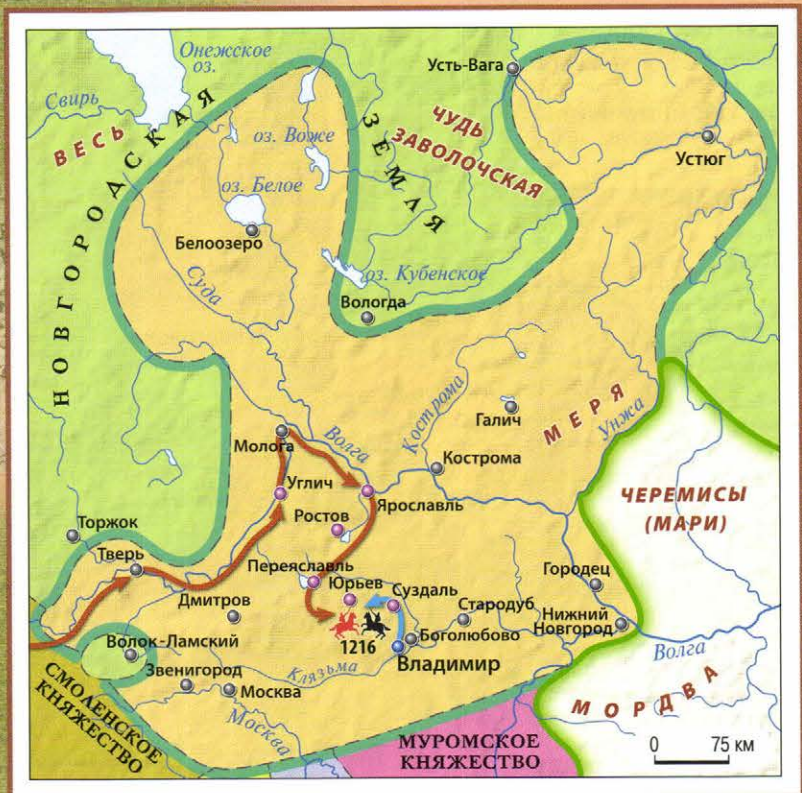 Онежское
оз.
Свирь
ВЕСЬ
НОВГОРОДСКАЯ
ЗЕМЛЯ
Усть-Вага
ЧУДЬ
ЗАВОЛОЧСКАЯ
Устюг
оз. Воже
оз. Белое
Белоозеро
Суда
оз. Кубенское
Вологда
Молога
Волга
Кострома
Галич
МЕРЯ
Унжа
Углич
Кострома
Ярославль
Ростов
ЧЕРЕМИСЫ
(МАРИ)
Торжок
Тверь
Переяславль
Юрьев
Суздаль
Городец
Дмитров
Стародуб
Нижний
Новгород
1216
Боголюбово
Волок-Ламский
Клязьма
Владимир
Волга
Звенигород
Москва
Москва
СМОЛЕНСКОЕ
КНЯЖЕСТВО
МОРДВА
МУРОМСКОЕ
КНЯЖЕСТВО
0 75 км